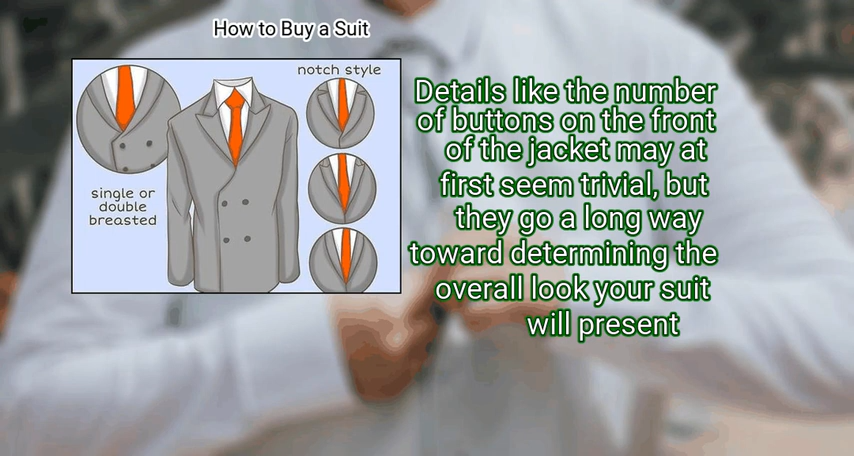 How to Buy a Suit
notch style
single or
double
breasted
Details like the number
of buttons on the front
of the jacket may at
first seem trivial, but
they go a long way
toward determining the
overall look your suit
will present